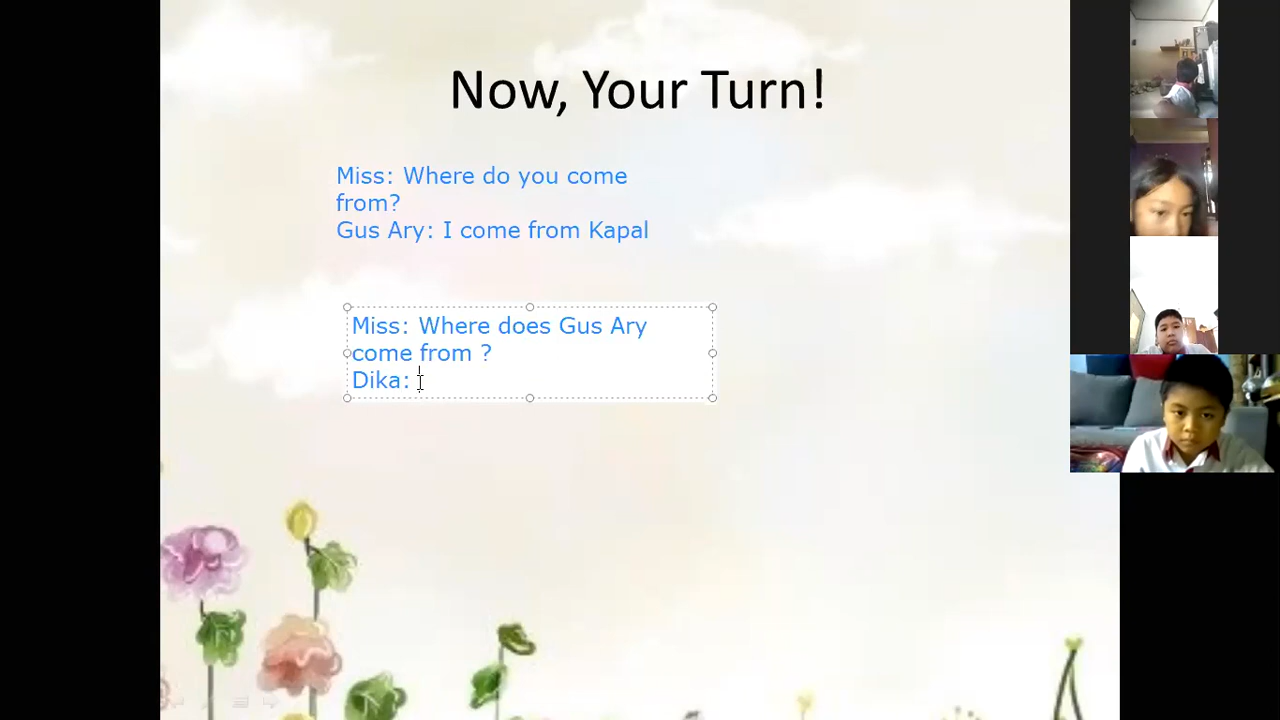 Now, Your Turn!
Miss: Where do you come
from?
Gus Ary: I come from Kapal
Miss: Where does Gus Ary
come from ?
Dika: